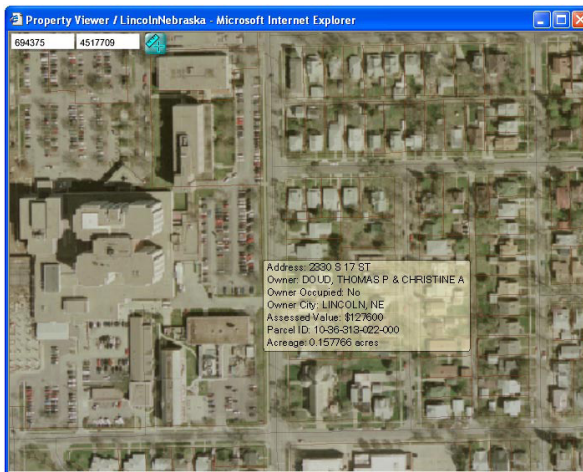 Property Viewer / LincolnNebraska - Microsoft Internet Explorer
694375 4517709
Address: 2330 S 17 ST
Owner: DOUD, THOMAS P & CHRISTINE A
Owner Occupied: No
Owner City: LINCOLN, NE
Assessed Value: $127600
Parcel ID: 10-36-313-022-000
Acreage: 0.157766 acres